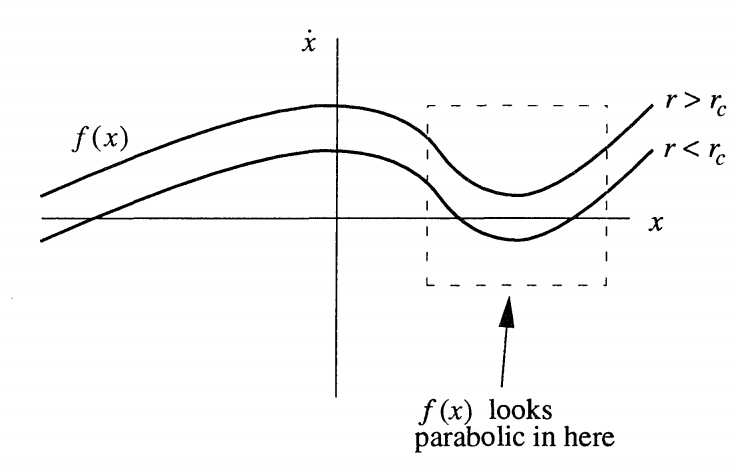 ẋ
r > r_c
f(x)
r < r_c
x
f(x) looks
parabolic in here